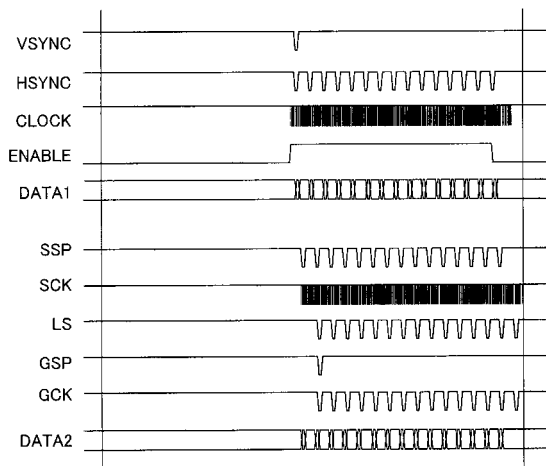 VSYNC
HSYNC
CLOCK
ENABLE
DATA1
SSP
SCK
LS
GSP
GCK
DATA2